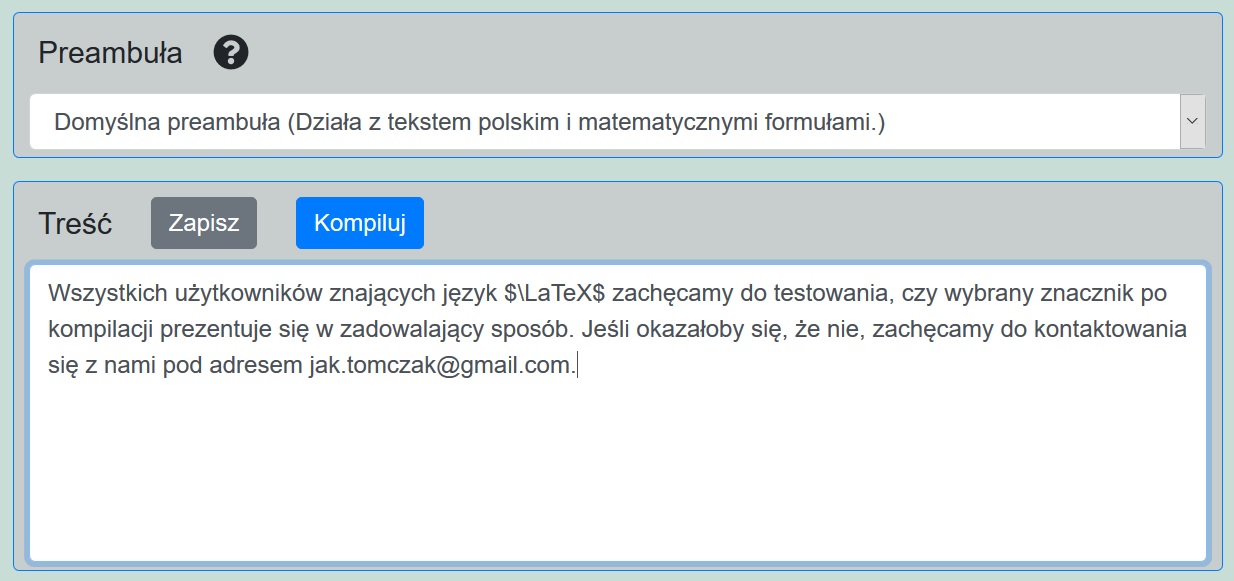 Preambuła ?
Domyślna preambuła (Działa z tekstem polskim i matematycznymi formułami.)
Treść Zapisz Kompiluj
Wszystkich użytkowników znających język $\LaTeX$ zachęcamy do testowania, czy wybrany znacznik po
kompilacji prezentuje się w zadowalający sposób. Jeśli okazałoby się, że nie, zachęcamy do kontaktowania
się z nami pod adresem jak.tomczak@gmail.com.